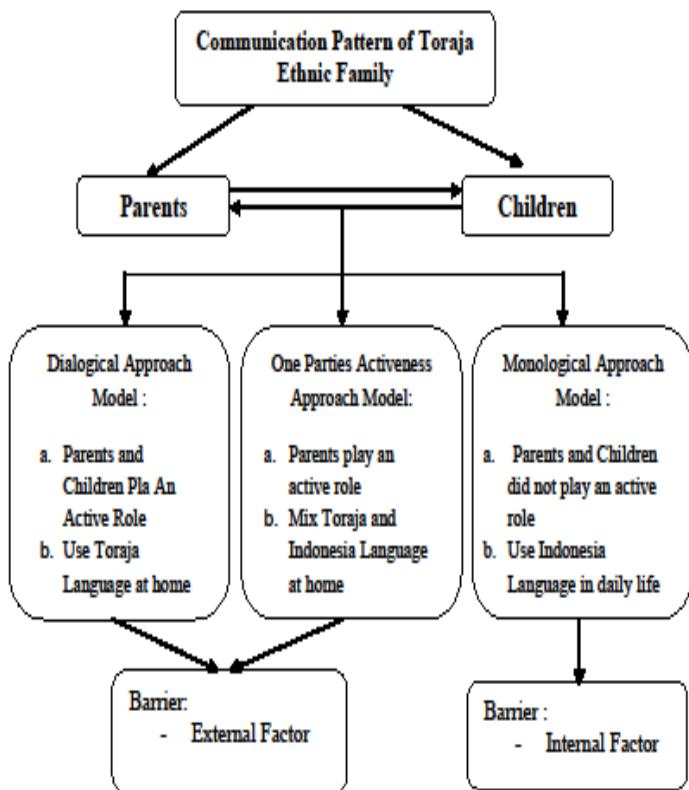 Communication Pattern of Toraja
Ethnic Family
Parents
Children
Dialogical Approach
Model :
a. Parents and
Children Pla An
Active Role
b. Use Toraja
Language at home
One Parties Activeness
Approach Model:
a. Parents play an
active role
b. Mix Toraja and
Indonesia Language
at home
Monological Approach
Model :
a. Parents and Children
did not play an active
role
b. Use Indonesia
Language in daily life
Barrier:
- External Factor
Barrier :
- Internal Factor